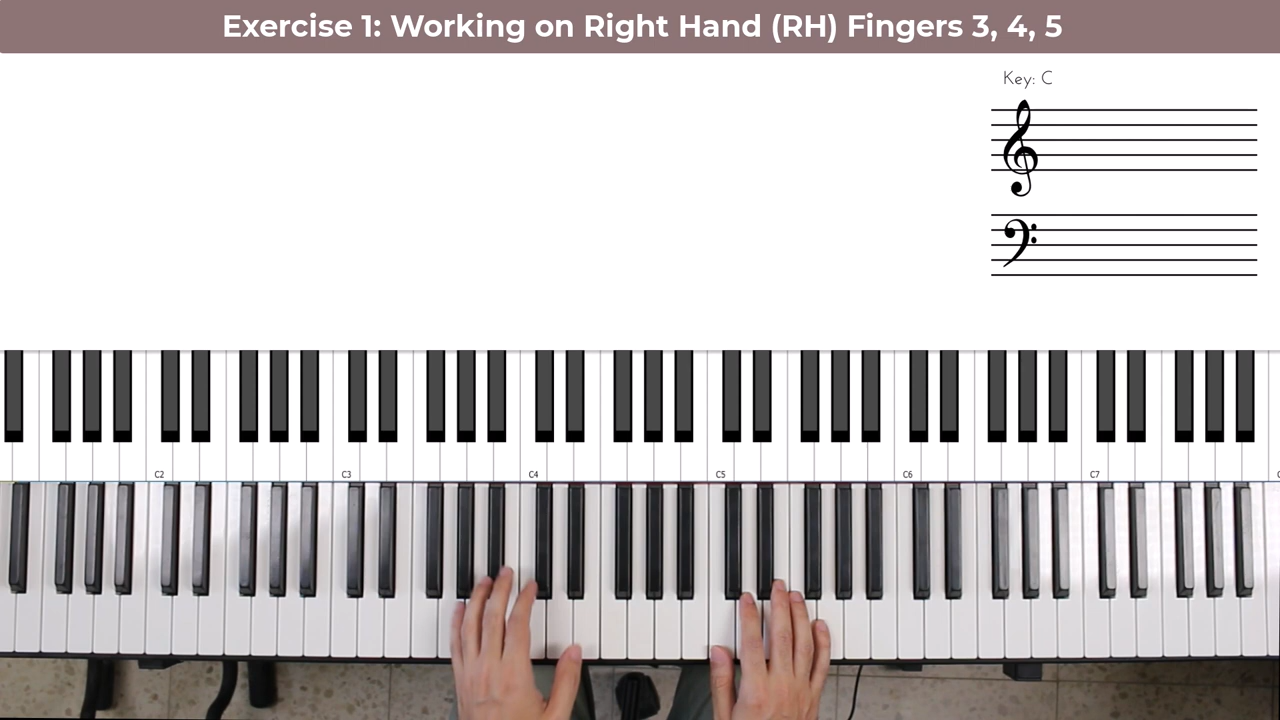 Exercise 1: Working on Right Hand (RH) Fingers 3, 4, 5
Key: C
C2 C3 C4 C5 C6 C7